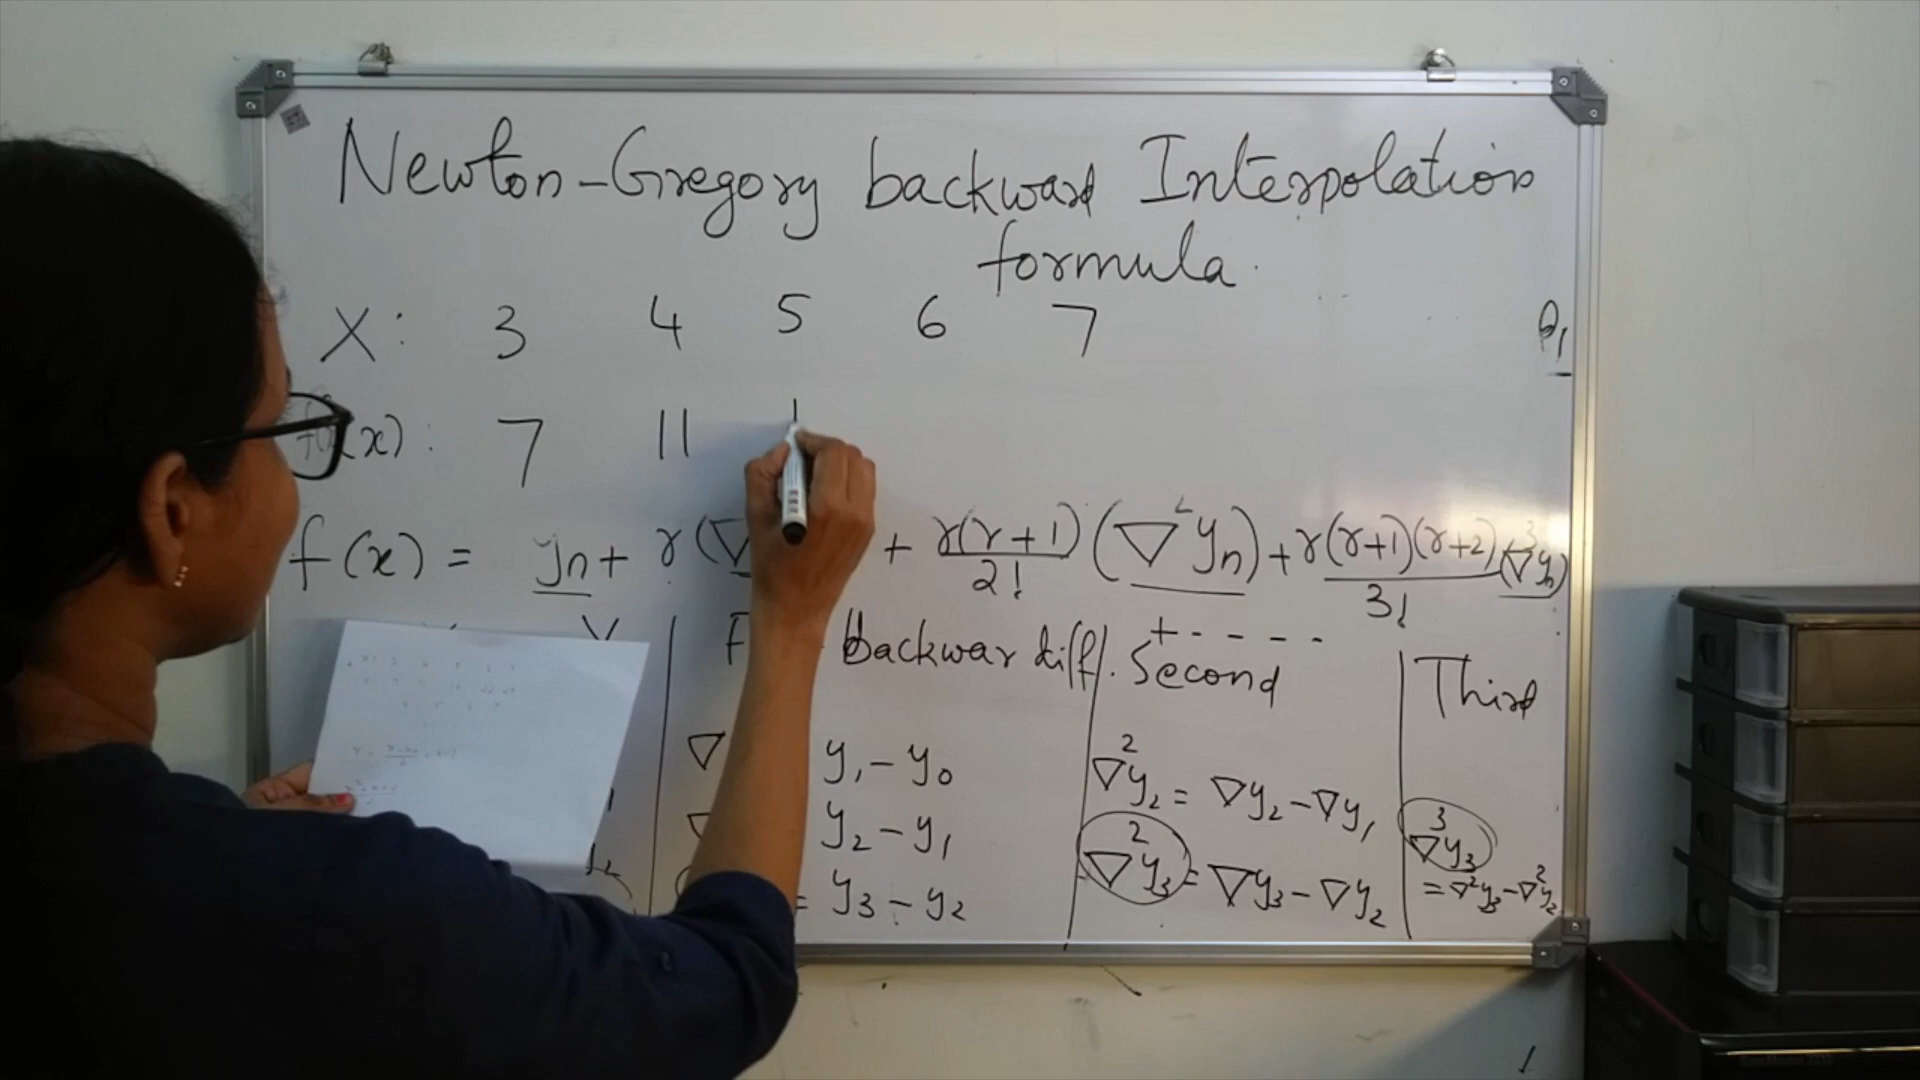 Newton-Gregory backward Interpolation
formula.
X: 3 4 5 6 7
f(x): 7 11 1
f(x) = yn + r(∇ + r(r+1)/2! (∇²yn) + r(r+1)(r+2)/3! (∇³yn)
+ - - - -
backwar diff. Second Third
∇ y₁ - y₀ ∇²y₂ = ∇y₂ - ∇y₁
y₂ - y₁ ∇²y₃ = ∇y₃ - ∇y₂ ∇³y₃
= y₃ - y₂ = ∇²y₃ - ∇²y₂